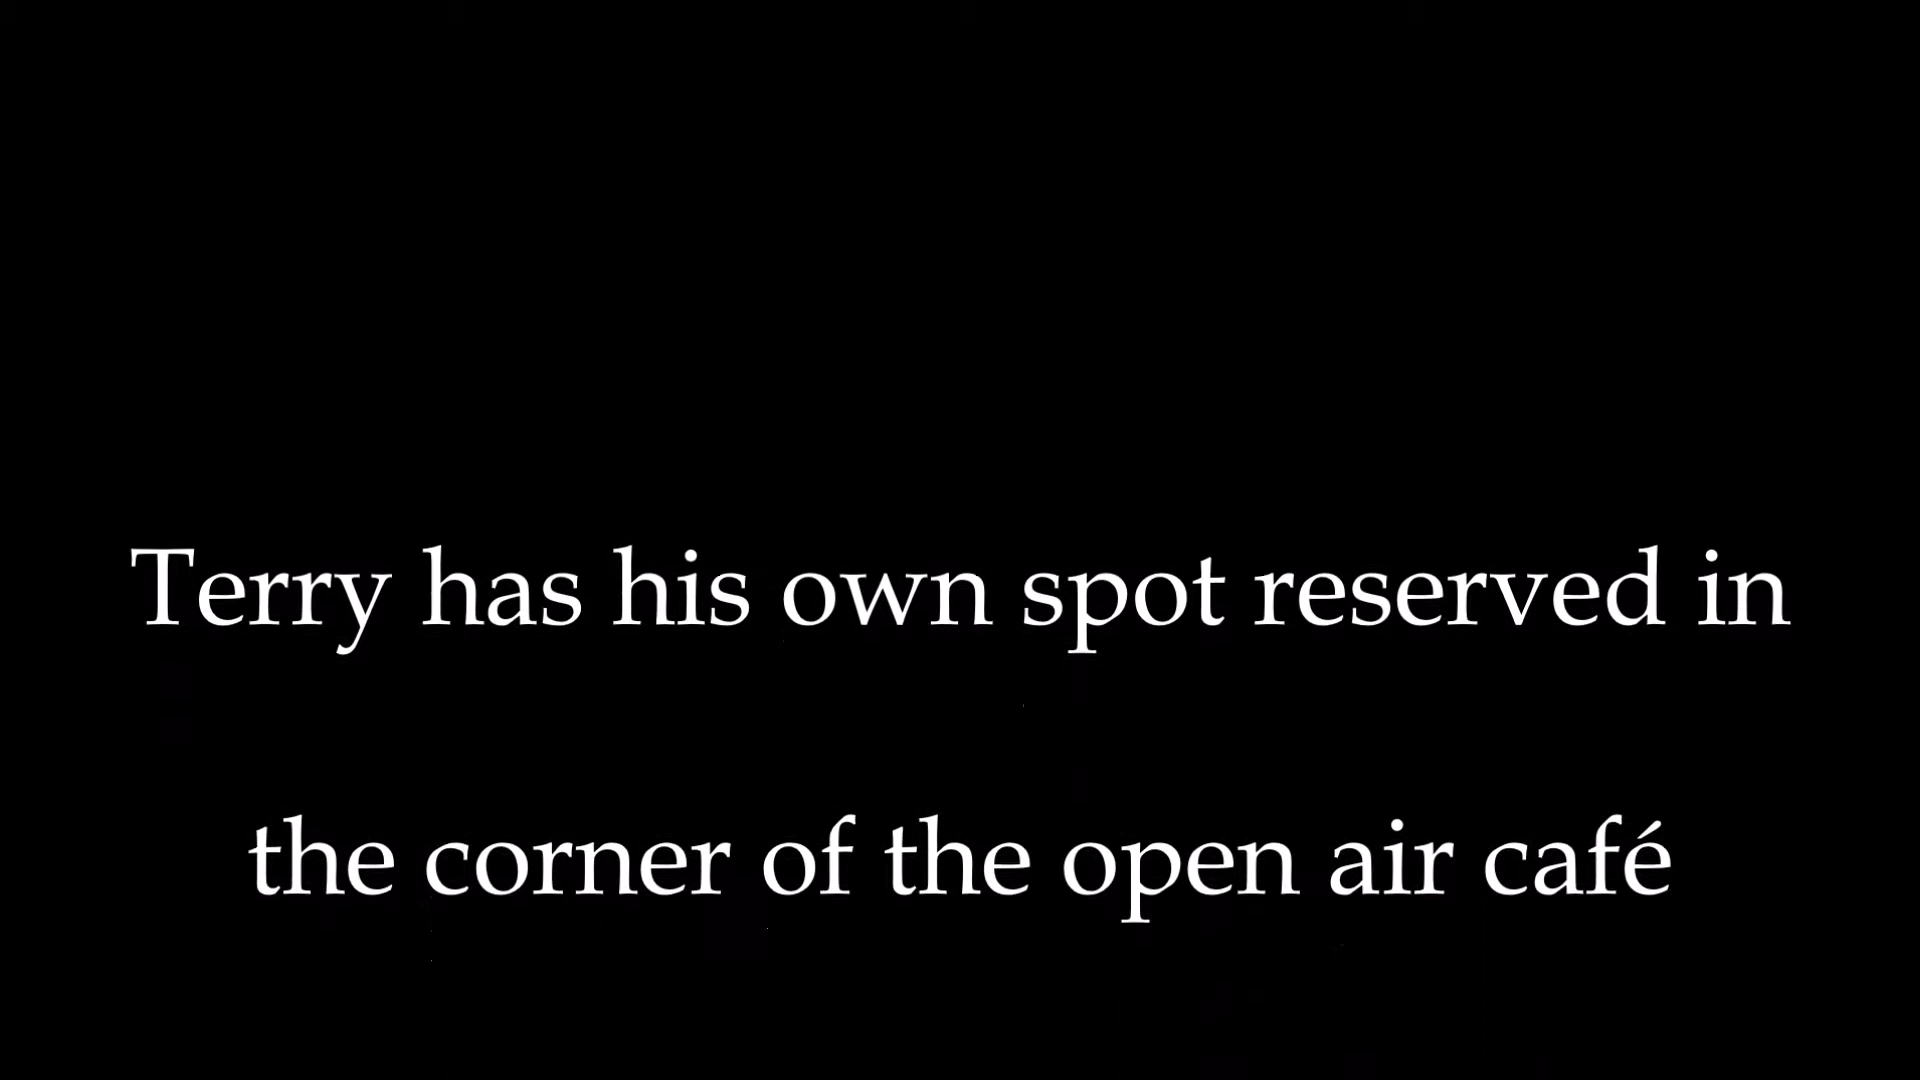 Terry has his own spot reserved in
the corner of the open air café